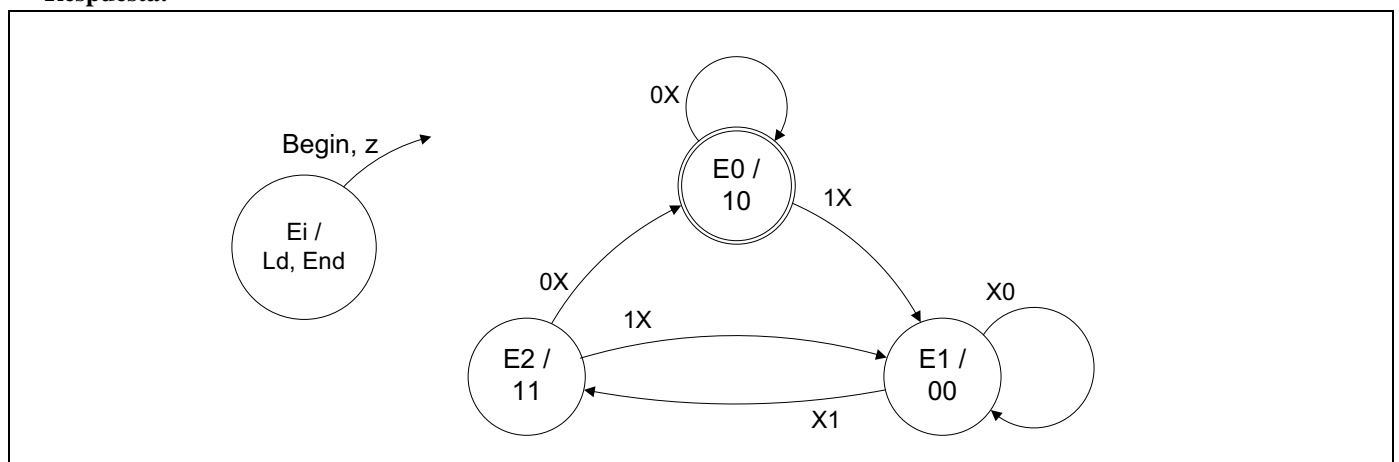 Respuesta:
Begin, z
Ei /
Ld, End
0X
E0 /
10
1X
0X
1X
X0
E2 /
11
E1 /
00
X1